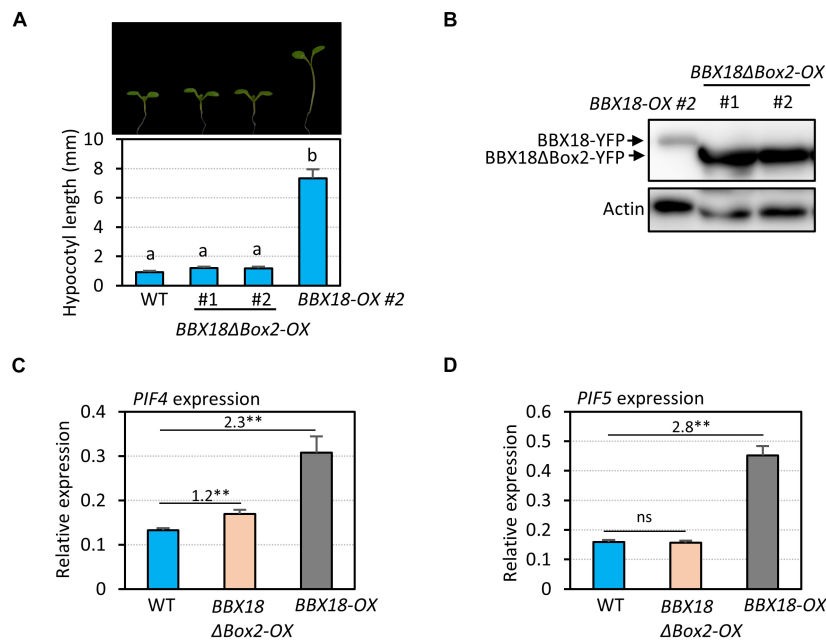 A
10
8
6
4
2
0
Hypocotyl length (mm)
a
a
a
b
WT
#1
#2
BBX18-OX #2
BBX18ΔBox2-OX
B
BBX18ΔBox2-OX
BBX18-OX #2
#1
#2
BBX18-YFP
BBX18ΔBox2-YFP
Actin
C
PIF4 expression
0.4
0.3
0.2
0.1
0
Relative expression
2.3**
1.2**
WT
BBX18
ΔBox2-OX
BBX18-OX
D
PIF5 expression
0.6
0.5
0.4
0.3
0.2
0.1
0
Relative expression
2.8**
ns
WT
BBX18
ΔBox2-OX
BBX18-OX